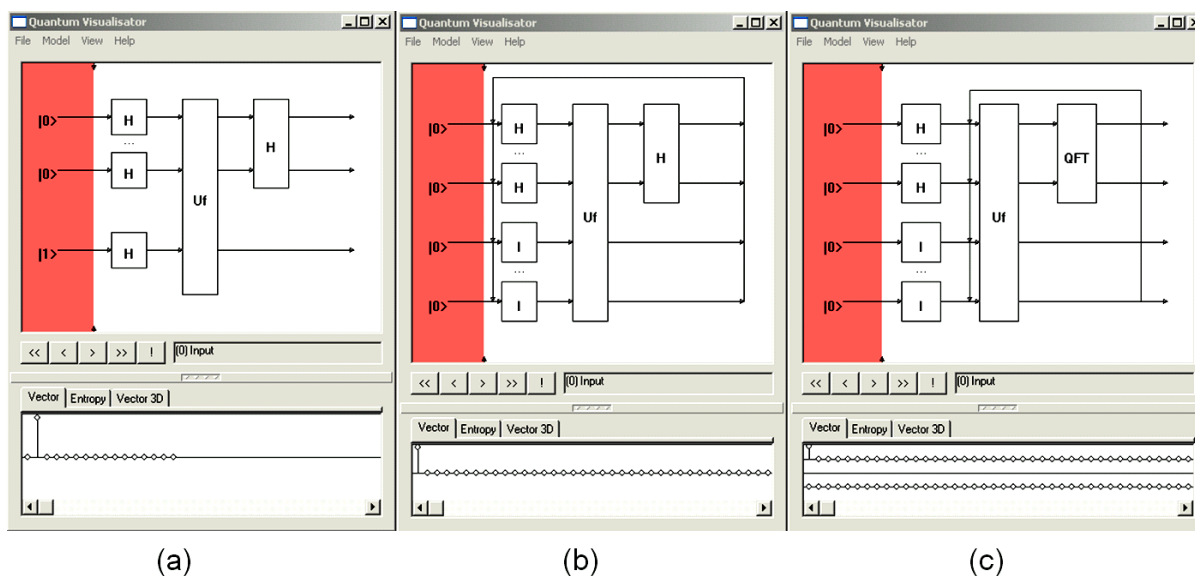 Quantum Visualisator
File Model View Help
|0> H
...
|0> H
H
Uf
|1> H
<< < > >> ! (0) Input
Vector Entropy Vector 3D
(a)
Quantum Visualisator
File Model View Help
|0> H
...
|0> H
H
Uf
|0> I
...
|0> I
<< < > >> ! (0) Input
Vector Entropy Vector 3D
(b)
Quantum Visualisator
File Model View Help
|0> H
...
|0> H
QFT
Uf
|0> I
...
|0> I
<< < > >> ! (0) Input
Vector Entropy Vector 3D
(c)